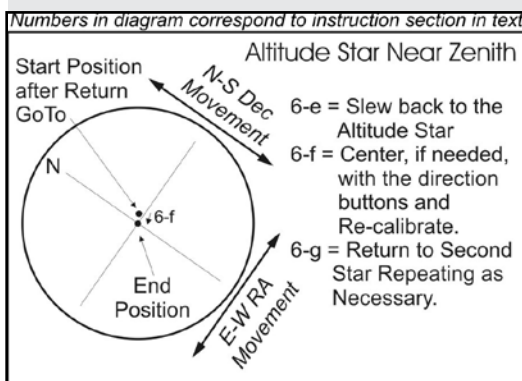 Numbers in diagram correspond to instruction section in text
Altitude Star Near Zenith
Start Position
after Return
GoTo
N-S Dec
Movement
N
6-f
End
Position
E-W RA
Movement
6-e = Slew back to the
Altitude Star
6-f = Center, if needed,
with the direction
buttons and
Re-calibrate.
6-g = Return to Second
Star Repeating as
Necessary.